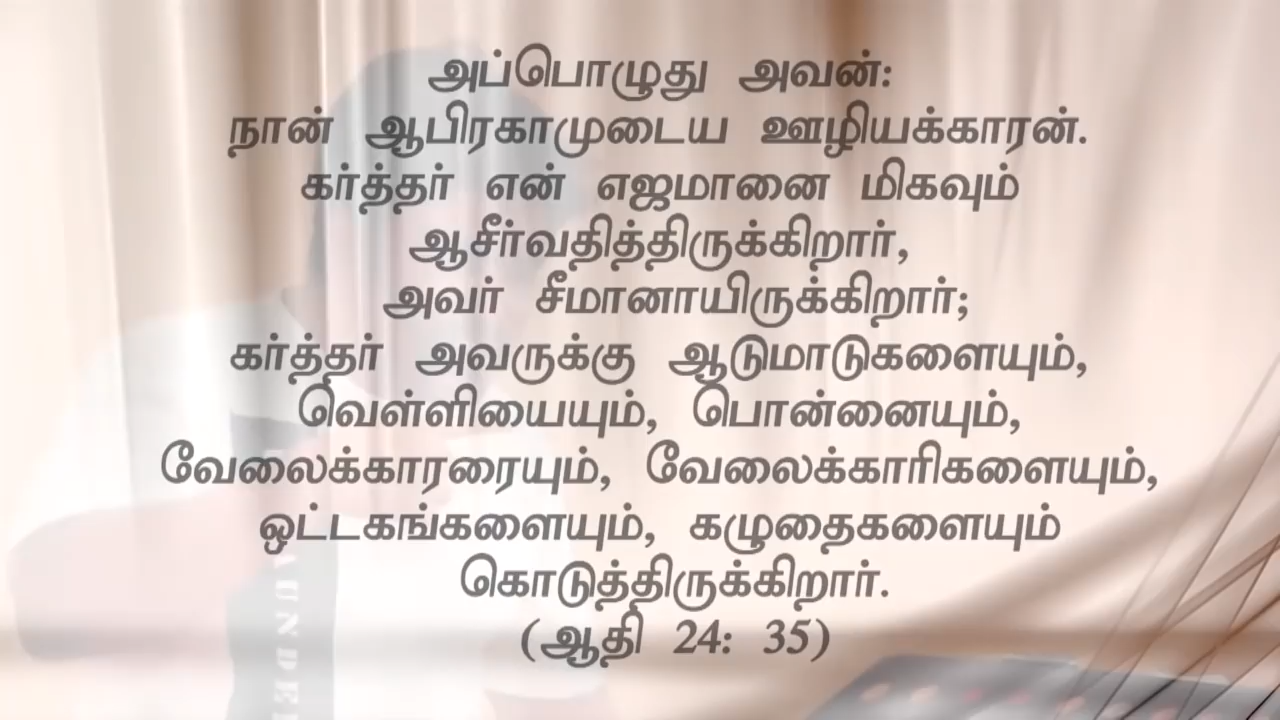 அப்பொழுது அவன்:
நான் ஆபிரகாமுடைய ஊழியக்காரன்.
கர்த்தர் என் எஜமானை மிகவும்
ஆசீர்வதித்திருக்கிறார்,
அவர் சீமானாயிருக்கிறார்;
கர்த்தர் அவருக்கு ஆடுமாடுகளையும்,
வெள்ளியையும், பொன்னையும்,
வேலைக்காரரையும், வேலைக்காரிகளையும்,
ஒட்டகங்களையும், கழுதைகளையும்
கொடுத்திருக்கிறார்.
(ஆதி 24: 35)